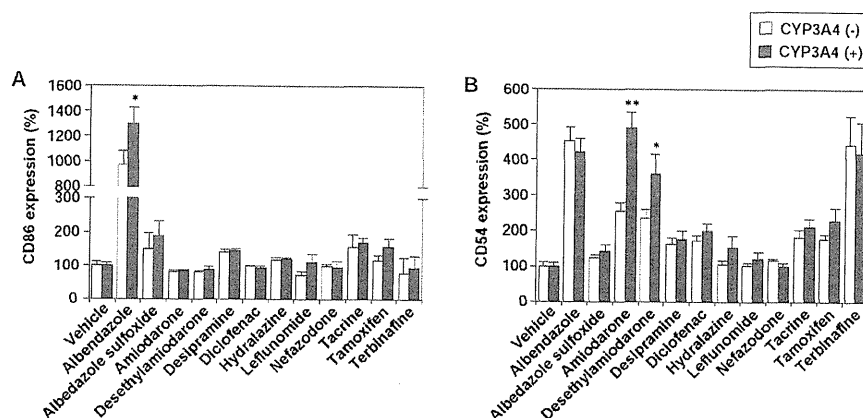 CYP3A4 (-)
CYP3A4 (+)
A
B
CD86 expression (%)
1600
1400
1200
1000
800
300
200
100
0
*
Vehicle
Albendazole
Albedazole sulfoxide
Amiodarone
Desethylamiodarone
Desipramine
Diclofenac
Hydralazine
Leflunomide
Nefazodone
Tacrine
Tamoxifen
Terbinafine
CD54 expression (%)
600
500
400
300
200
100
0
**
*
Vehicle
Albendazole
Albedazole sulfoxide
Amiodarone
Desethylamiodarone
Desipramine
Diclofenac
Hydralazine
Leflunomide
Nefazodone
Tacrine
Tamoxifen
Terbinafine